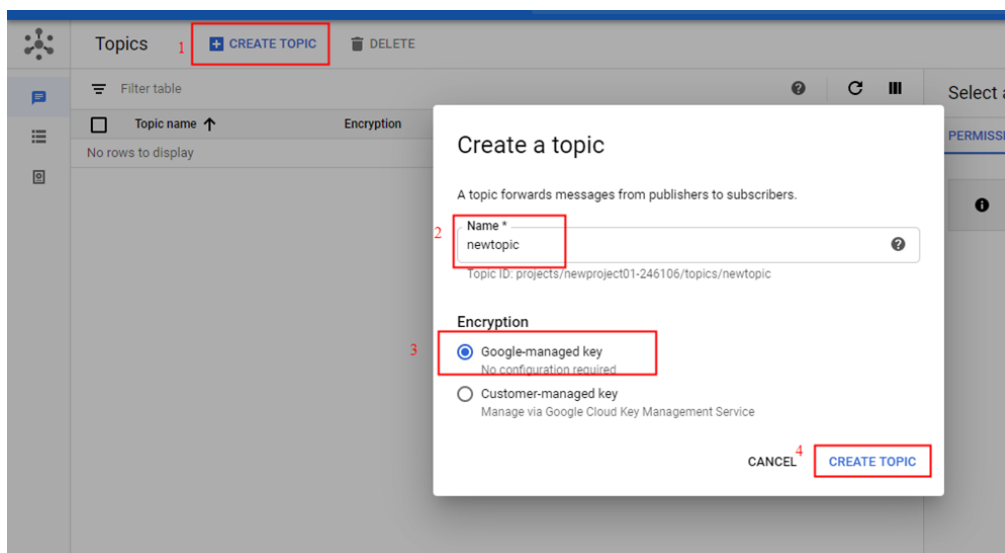 Topics
1
CREATE TOPIC
DELETE
Filter table
Select
Topic name
Encryption
No rows to display
Create a topic
A topic forwards messages from publishers to subscribers.
2
Name *
newtopic
Topic ID: projects/newproject01-246106/topics/newtopic
Encryption
3
Google-managed key
No configuration required
Customer-managed key
Manage via Google Cloud Key Management Service
CANCEL
4
CREATE TOPIC